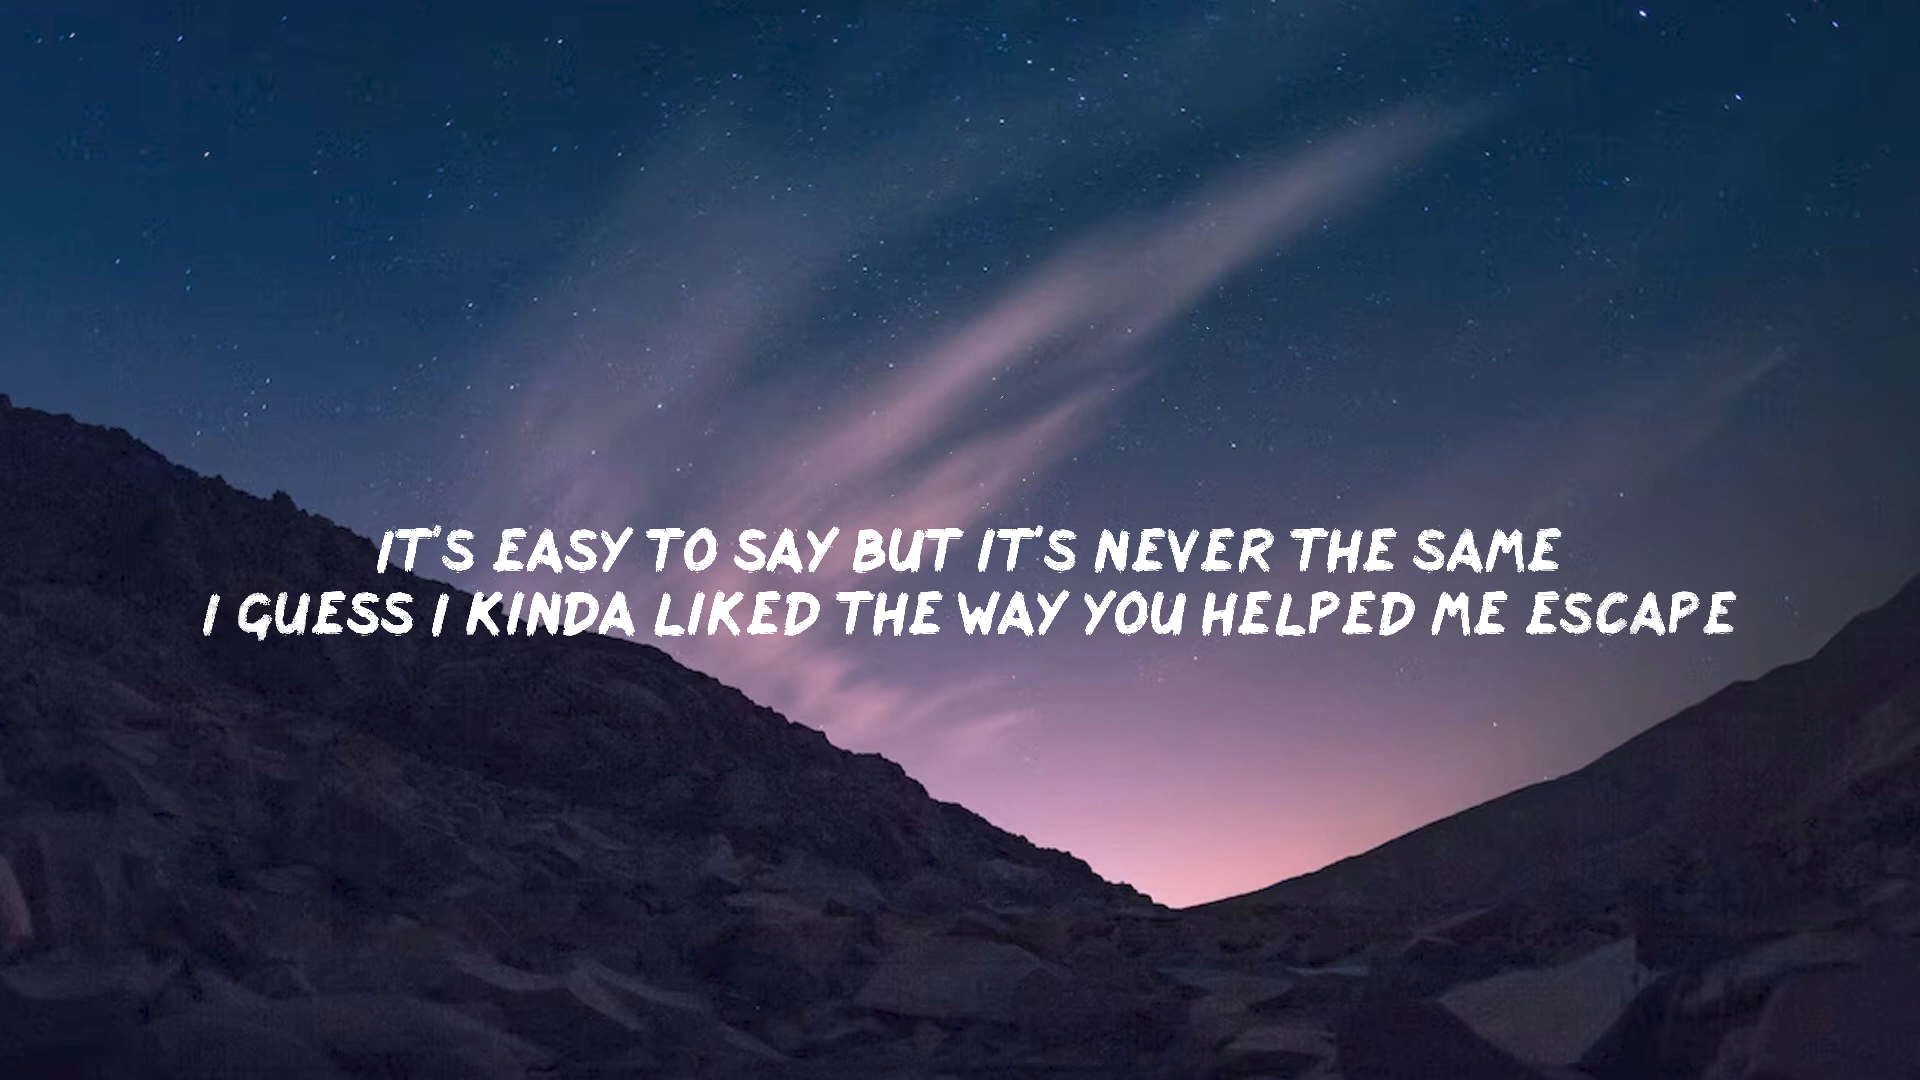 IT'S EASY TO SAY BUT IT'S NEVER THE SAME
I GUESS I KINDA LIKED THE WAY YOU HELPED ME ESCAPE